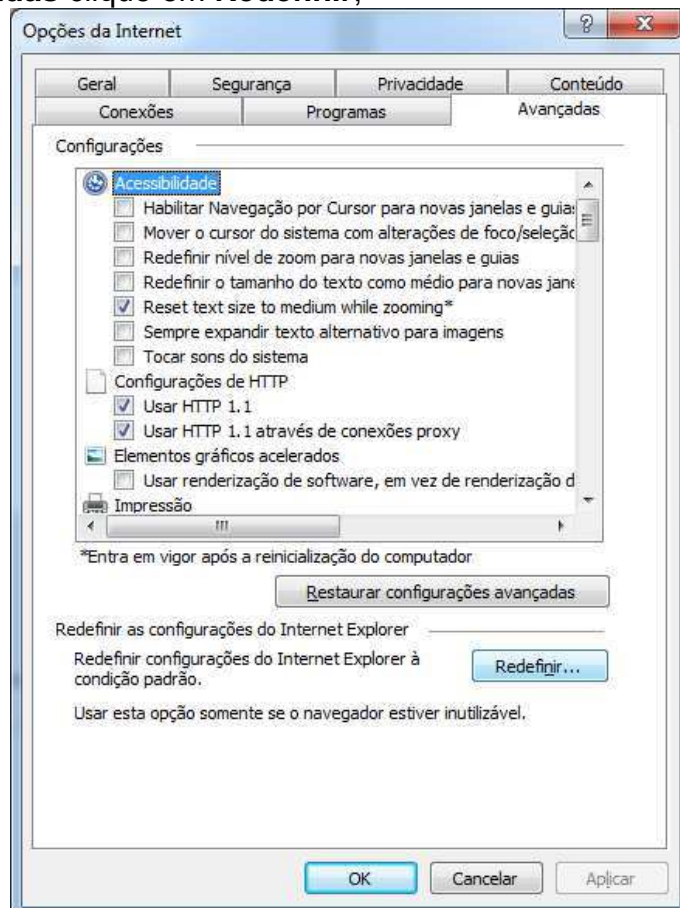 clique em Redefinir;
Opções da Internet
Geral Segurança Privacidade Conteúdo
Conexões Programas Avançadas
Configurações
Acessibilidade
Habilitar Navegação por Cursor para novas janelas e guias
Mover o cursor do sistema com alterações de foco/seleção
Redefinir nível de zoom para novas janelas e guias
Redefinir o tamanho do texto como médio para novas jane
Reset text size to medium while zooming*
Sempre expandir texto alternativo para imagens
Tocar sons do sistema
Configurações de HTTP
Usar HTTP 1.1
Usar HTTP 1.1 através de conexões proxy
Elementos gráficos acelerados
Usar renderização de software, em vez de renderização d
Impressão
*Entra em vigor após a reinicialização do computador
Restaurar configurações avançadas
Redefinir as configurações do Internet Explorer
Redefinir configurações do Internet Explorer à
condição padrão.
Redefinir...
Usar esta opção somente se o navegador estiver inutilizável.
OK Cancelar Aplicar